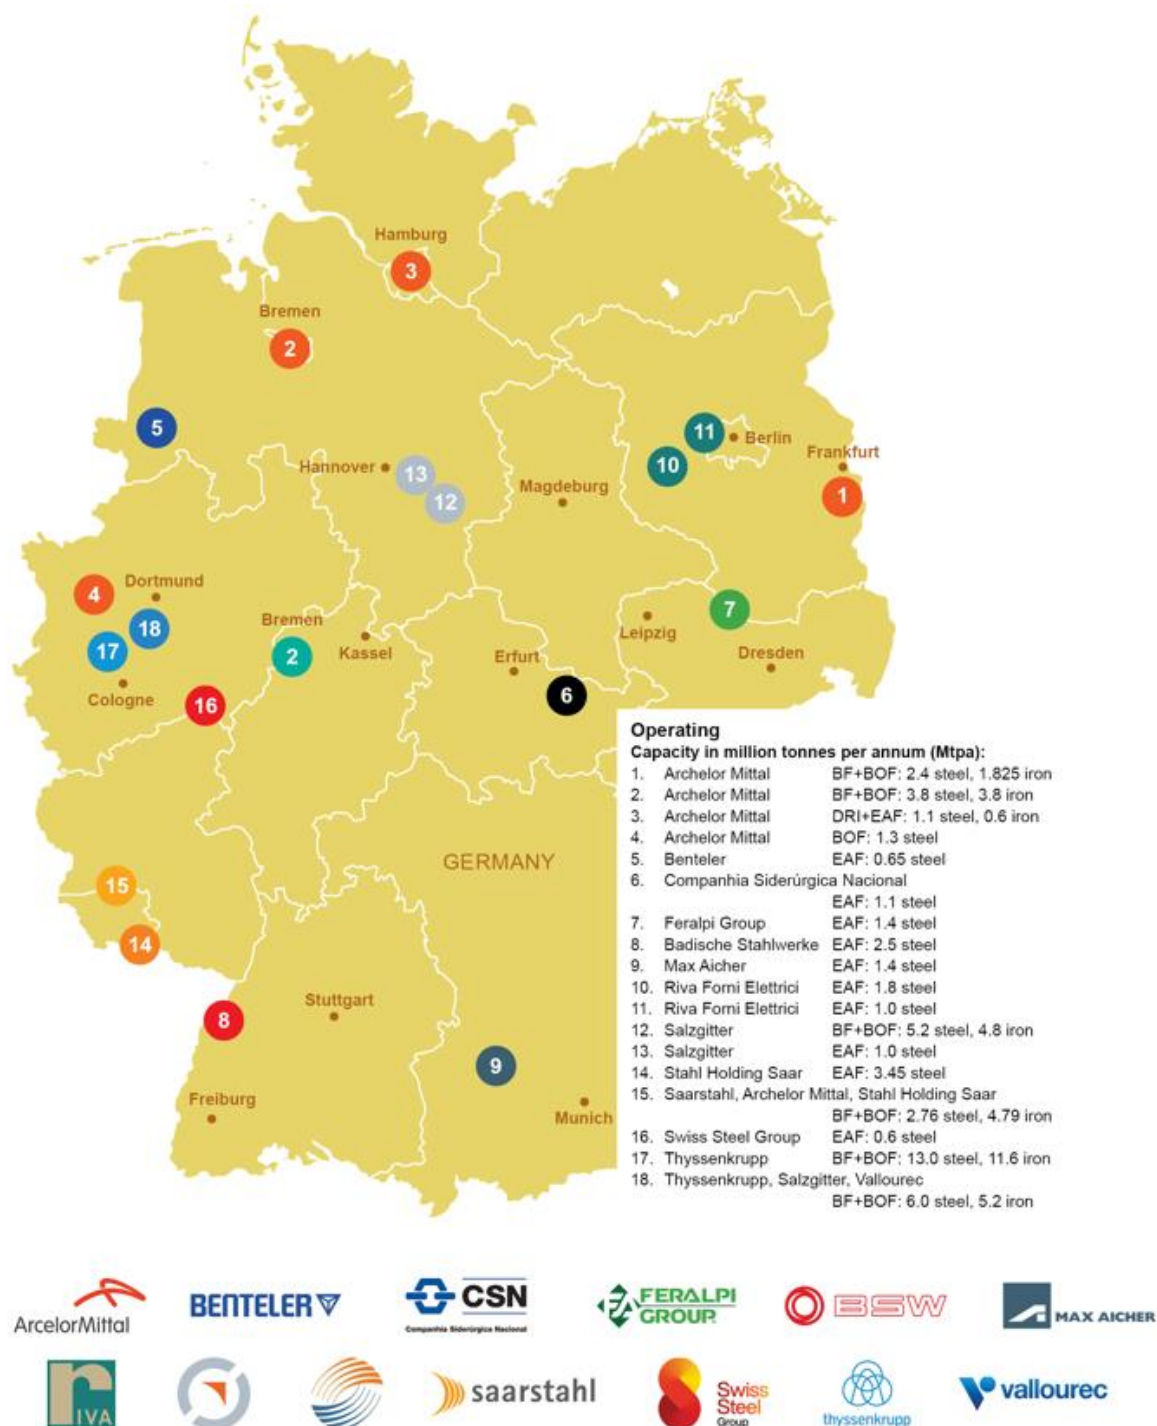 Hamburg
3
Bremen
2
5
11
Berlin
10
Frankfurt
1
Hannover
13
12
Magdeburg
4
Dortmund
18
17
Cologne
Bremen
2
Kassel
16
7
Leipzig
Dresden
Erfurt
6
15
14
GERMANY
Stuttgart
8
9
Freiburg
Munich
Operating
Capacity in million tonnes per annum (Mtpa):
1. Archelor Mittal BF+BOF: 2.4 steel, 1.825 iron
2. Archelor Mittal BF+BOF: 3.8 steel, 3.8 iron
3. Archelor Mittal DRI+EAF: 1.1 steel, 0.6 iron
4. Archelor Mittal BOF: 1.3 steel
5. Benteler EAF: 0.65 steel
6. Companhia Siderúrgica Nacional
EAF: 1.1 steel
7. Feralpi Group EAF: 1.4 steel
8. Badische Stahlwerke EAF: 2.5 steel
9. Max Aicher EAF: 1.4 steel
10. Riva Forni Elettrici EAF: 1.8 steel
11. Riva Forni Elettrici EAF: 1.0 steel
12. Salzgitter BF+BOF: 5.2 steel, 4.8 iron
13. Salzgitter EAF: 1.0 steel
14. Stahl Holding Saar EAF: 3.45 steel
15. Saarstahl, Archelor Mittal, Stahl Holding Saar
BF+BOF: 2.76 steel, 4.79 iron
16. Swiss Steel Group EAF: 0.6 steel
17. Thyssenkrupp BF+BOF: 13.0 steel, 11.6 iron
18. Thyssenkrupp, Salzgitter, Vallourec
BF+BOF: 6.0 steel, 5.2 iron
ArcelorMittal
BENTELER
CSN
Companhia Siderúrgica Nacional
FERALPI
GROUP
BSW
MAX AICHER
rIVA
saarstahl
Swiss
Steel
Group
thyssenkrupp
vallourec